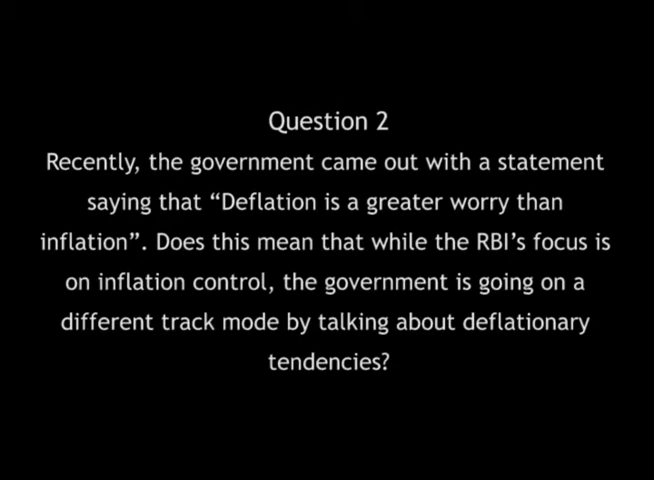 Question 2
Recently, the government came out with a statement
saying that “Deflation is a greater worry than
inflation”. Does this mean that while the RBI’s focus is
on inflation control, the government is going on a
different track mode by talking about deflationary
tendencies?